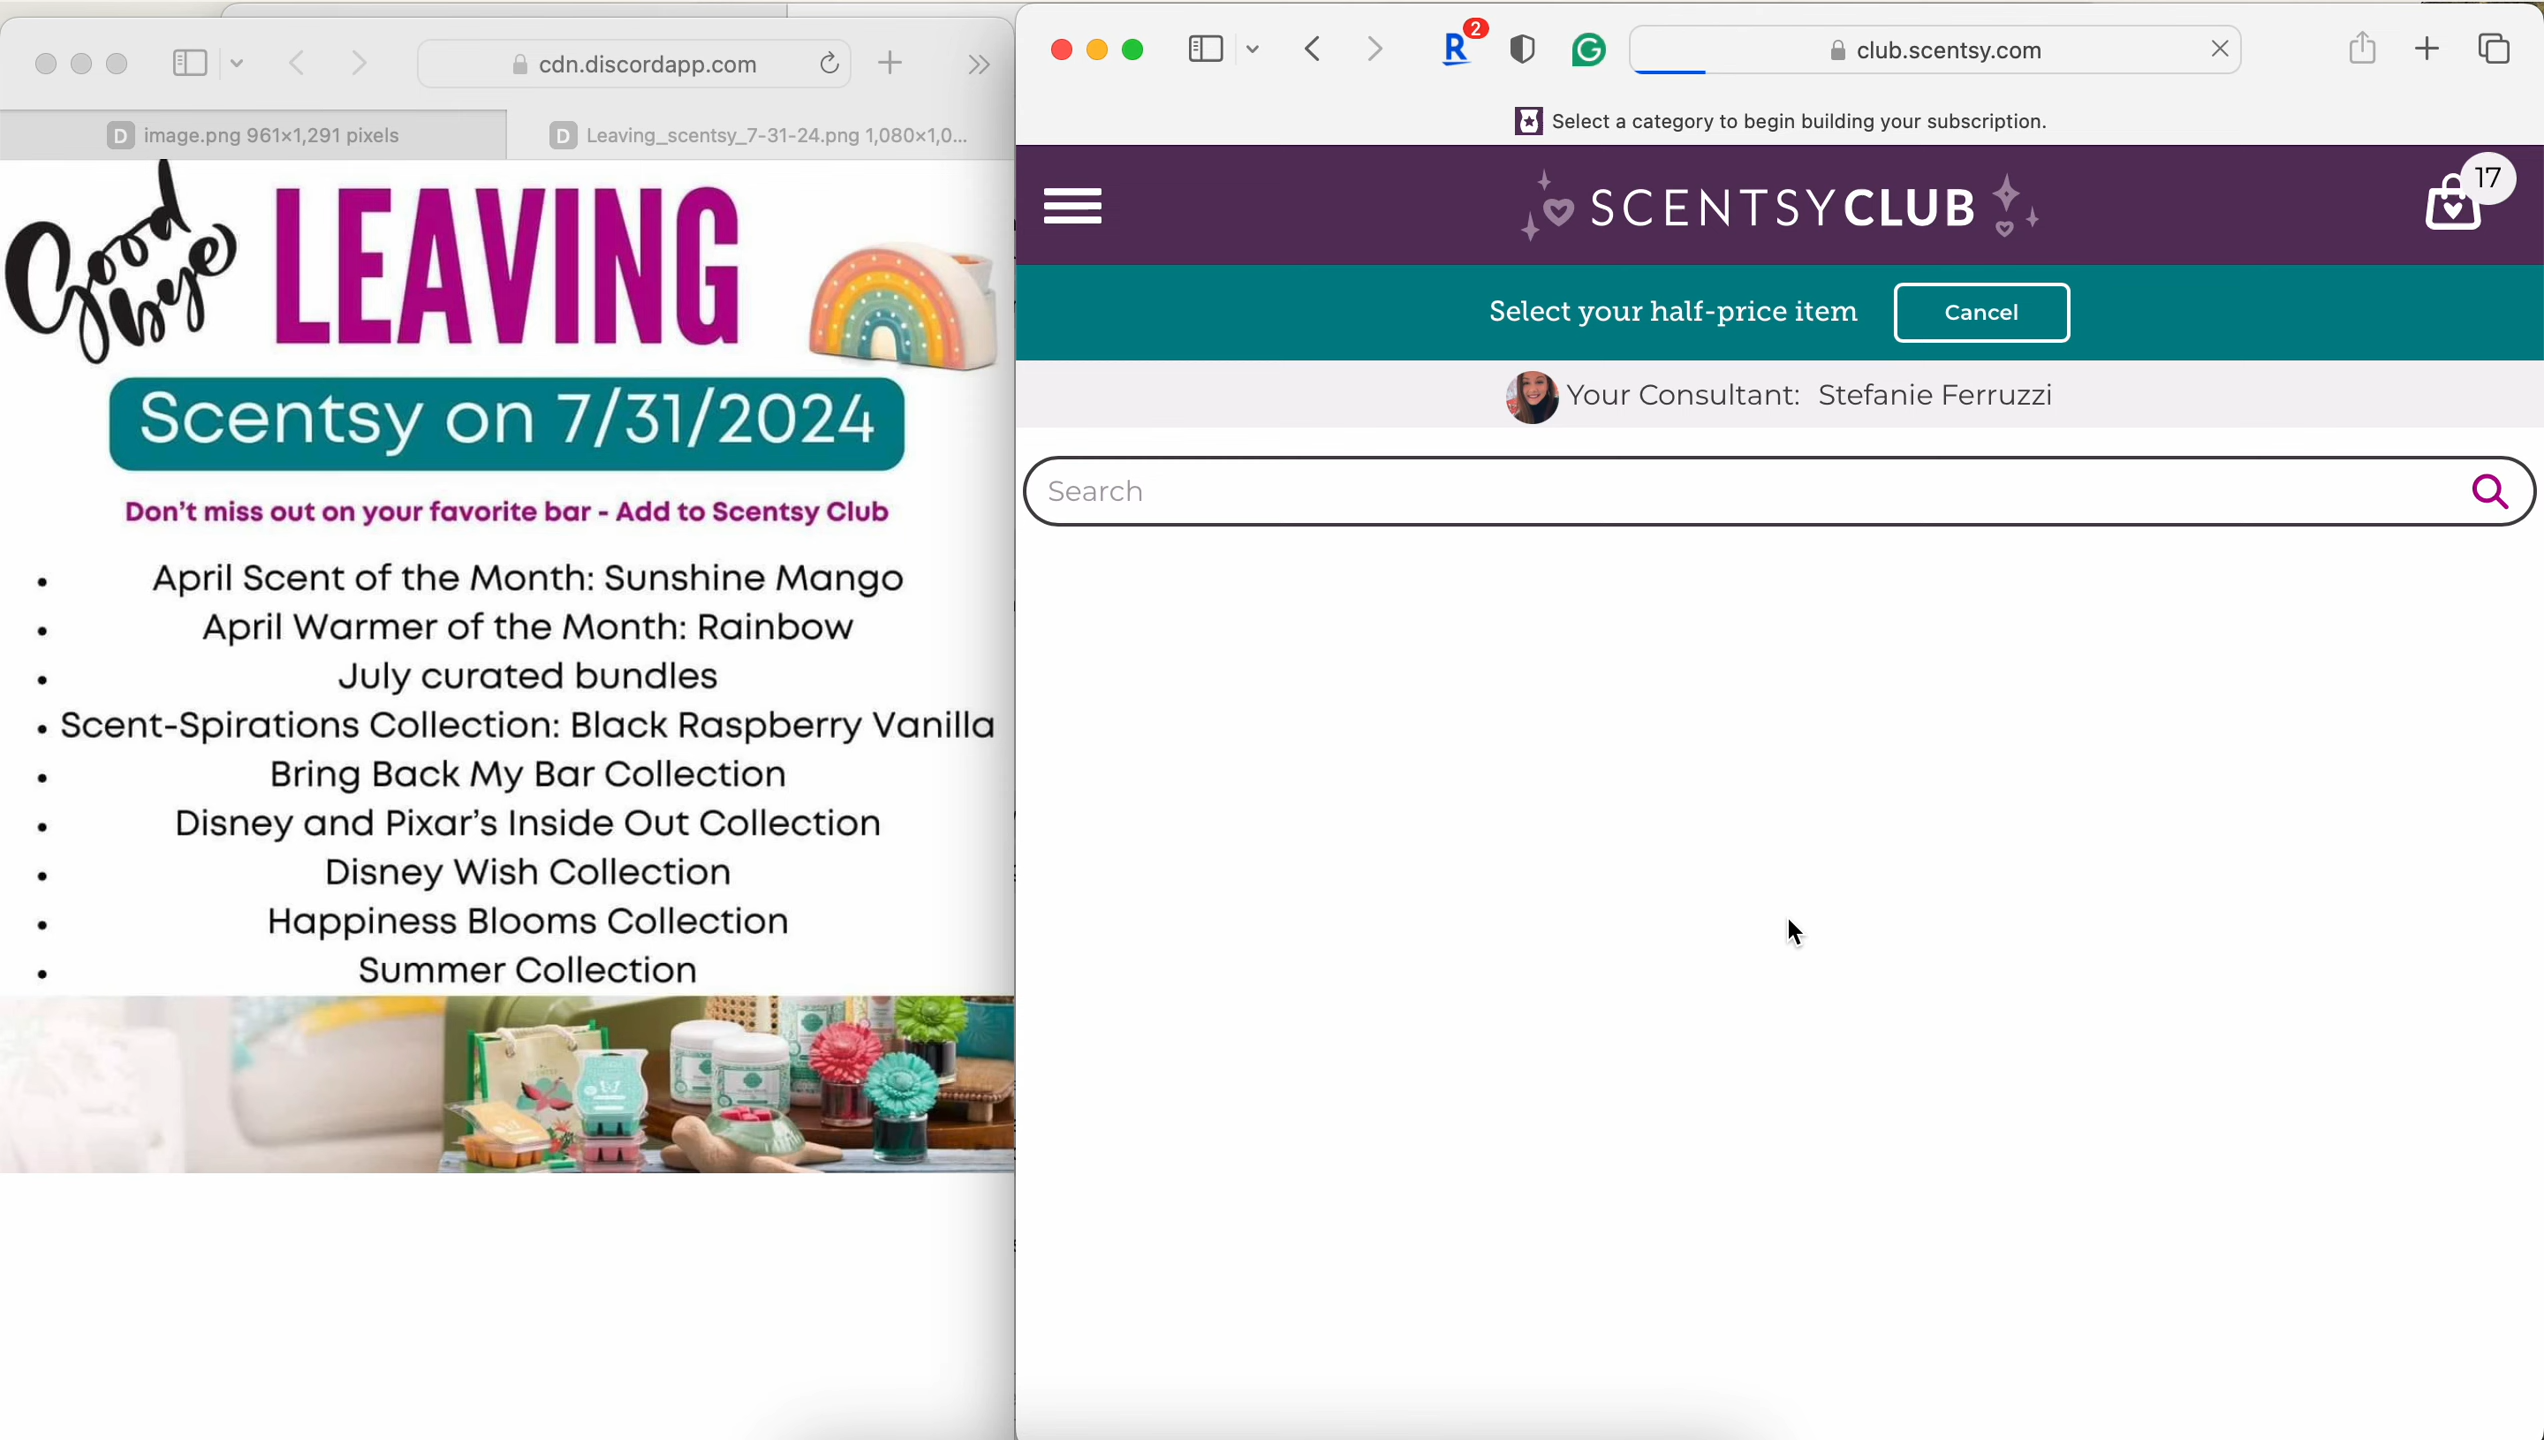 cdn.discordapp.com
D image.png 961×1,291 pixels
D Leaving_scentsy_7-31-24.png 1,080×1,0...
Good bye
LEAVING
Scentsy on 7/31/2024
Don't miss out on your favorite bar - Add to Scentsy Club
• April Scent of the Month: Sunshine Mango
• April Warmer of the Month: Rainbow
• July curated bundles
• Scent-Spirations Collection: Black Raspberry Vanilla
• Bring Back My Bar Collection
• Disney and Pixar's Inside Out Collection
• Disney Wish Collection
• Happiness Blooms Collection
• Summer Collection
R 2
G
club.scentsy.com
Select a category to begin building your subscription.
SCENTSYCLUB
17
Select your half-price item
Cancel
Your Consultant: Stefanie Ferruzzi
Search